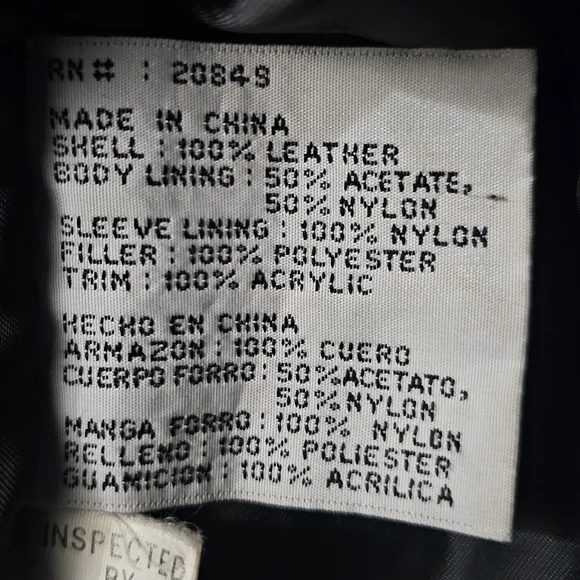 RN# : 20849
MADE IN CHINA
SHELL : 100% LEATHER
BODY LINING : 50% ACETATE,
50% NYLON
SLEEVE LINING : 100% NYLON
FILLER : 100% POLYESTER
TRIM : 100% ACRYLIC
HECHO EN CHINA
ARMAZON : 100% CUERO
CUERPO FORRO : 50% ACETATO,
50% NYLON
MANGA FORRO : 100% NYLON
RELLENO : 100% POLIESTER
GUAMICION : 100% ACRILICA
INSPECTED
BY